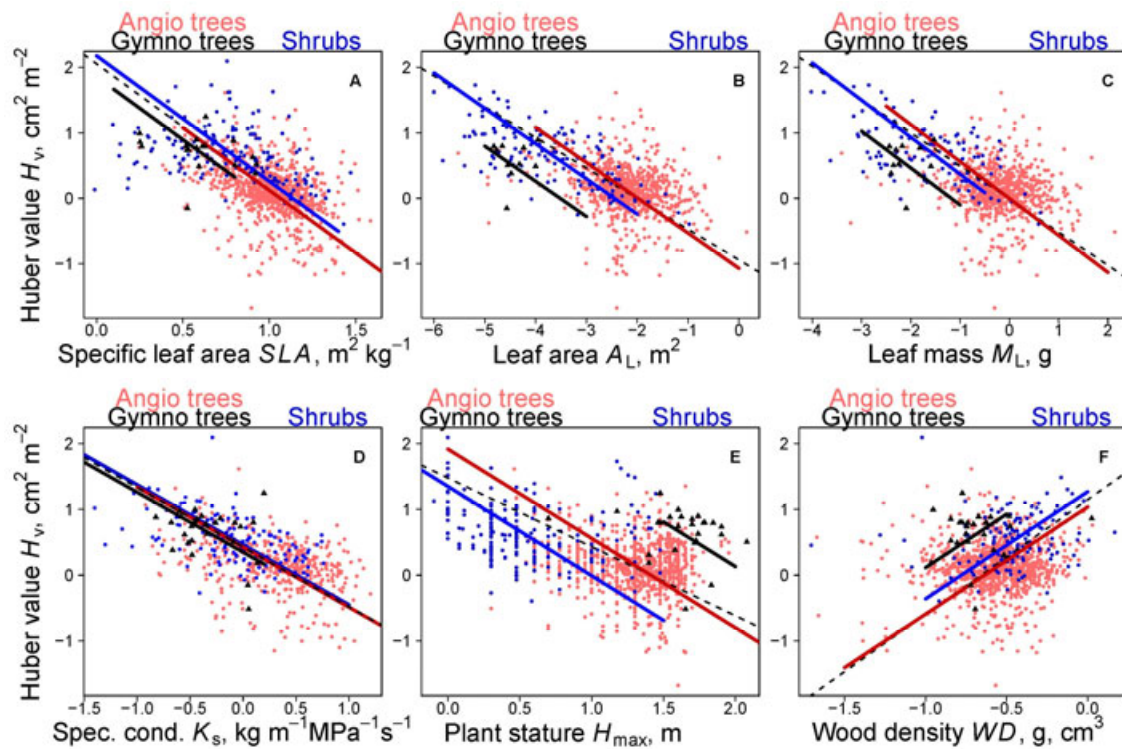 Angio trees
Gymno trees Shrubs
Shrubs
Shrubs
Angio trees
Gymno trees
Angio trees
Gymno trees
Huber value Hv, cm² m⁻²
2
1
0
−1
A
B
C
0.0 0.5 1.0 1.5
−6 −5 −4 −3 −2 −1 0
−4 −3 −2 −1 0 1 2
Specific leaf area SLA, m² kg⁻¹
Leaf area AL, m²
Leaf mass ML, g
Angio trees
Gymno trees Shrubs
Angio trees
Gymno trees Shrubs
Angio trees
Gymno trees Shrubs
Huber value Hv, cm² m⁻²
2
1
0
−1
D
E
F
−1.5 −1.0 −0.5 0.0 0.5 1.0
0.0 0.5 1.0 1.5 2.0
−1.5 −1.0 −0.5 0.0
Spec. cond. Ks, kg m⁻¹MPa⁻¹s⁻¹
Plant stature Hmax, m
Wood density WD, g, cm³